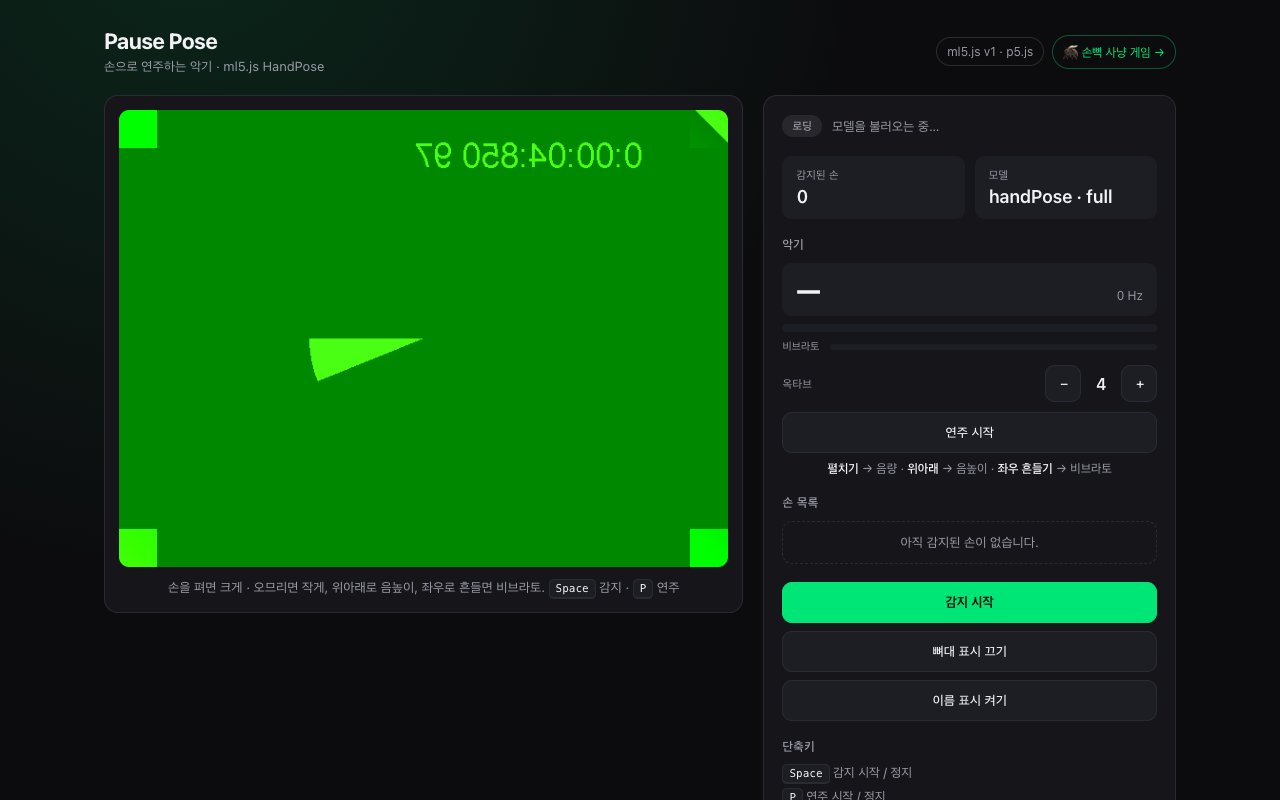 Pause Pose
손으로 연주하는 악기 · ml5.js HandPose
ml5.js v1 · p5.js
손뼉 사냥 게임 →
0:00:04:850 97
손을 펴면 크게 · 오므리면 작게, 위아래로 음높이, 좌우로 흔들면 비브라토. Space 감지 · P 연주
로딩 모델을 불러오는 중…
감지된 손
0
모델
handPose · full
악기
—
0 Hz
비브라토
옥타브
− 4 +
연주 시작
펼치기 → 음량 · 위아래 → 음높이 · 좌우 흔들기 → 비브라토
손 목록
아직 감지된 손이 없습니다.
감지 시작
뼈대 표시 끄기
이름 표시 켜기
단축키
Space 감지 시작 / 정지
P 연주 시작 / 정지